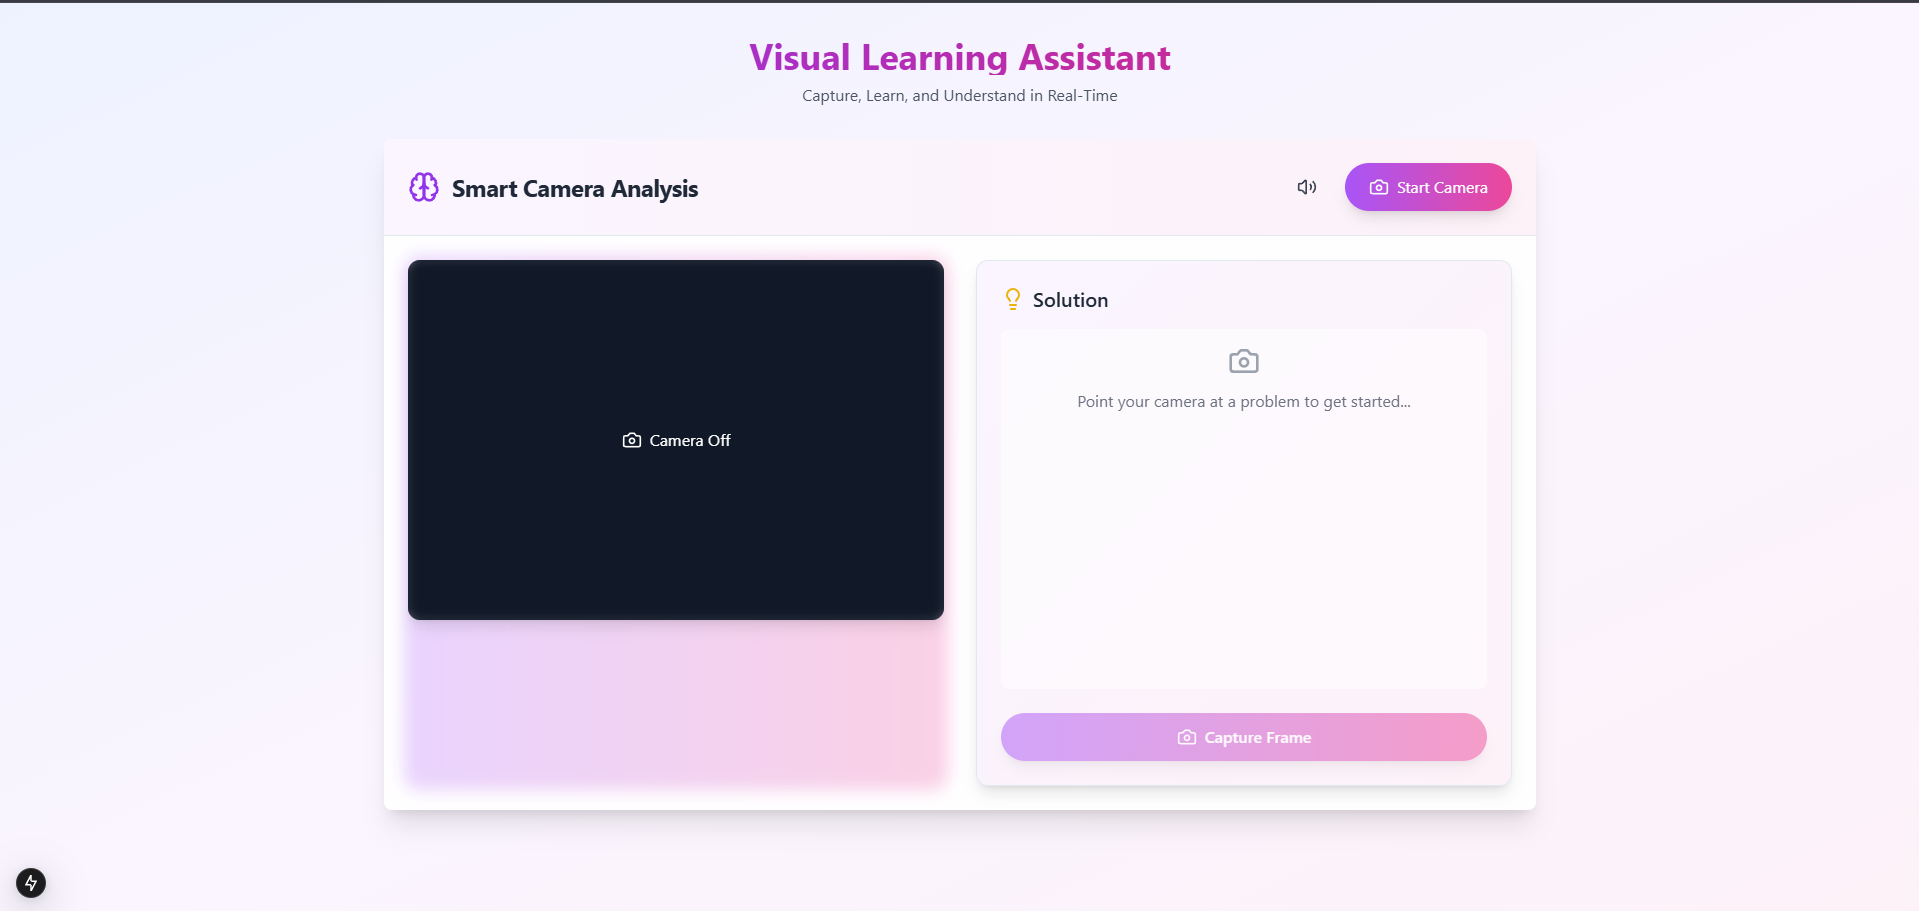 Visual Learning Assistant
Capture, Learn, and Understand in Real-Time
Smart Camera Analysis
Start Camera
Camera Off
Solution
Point your camera at a problem to get started...
Capture Frame